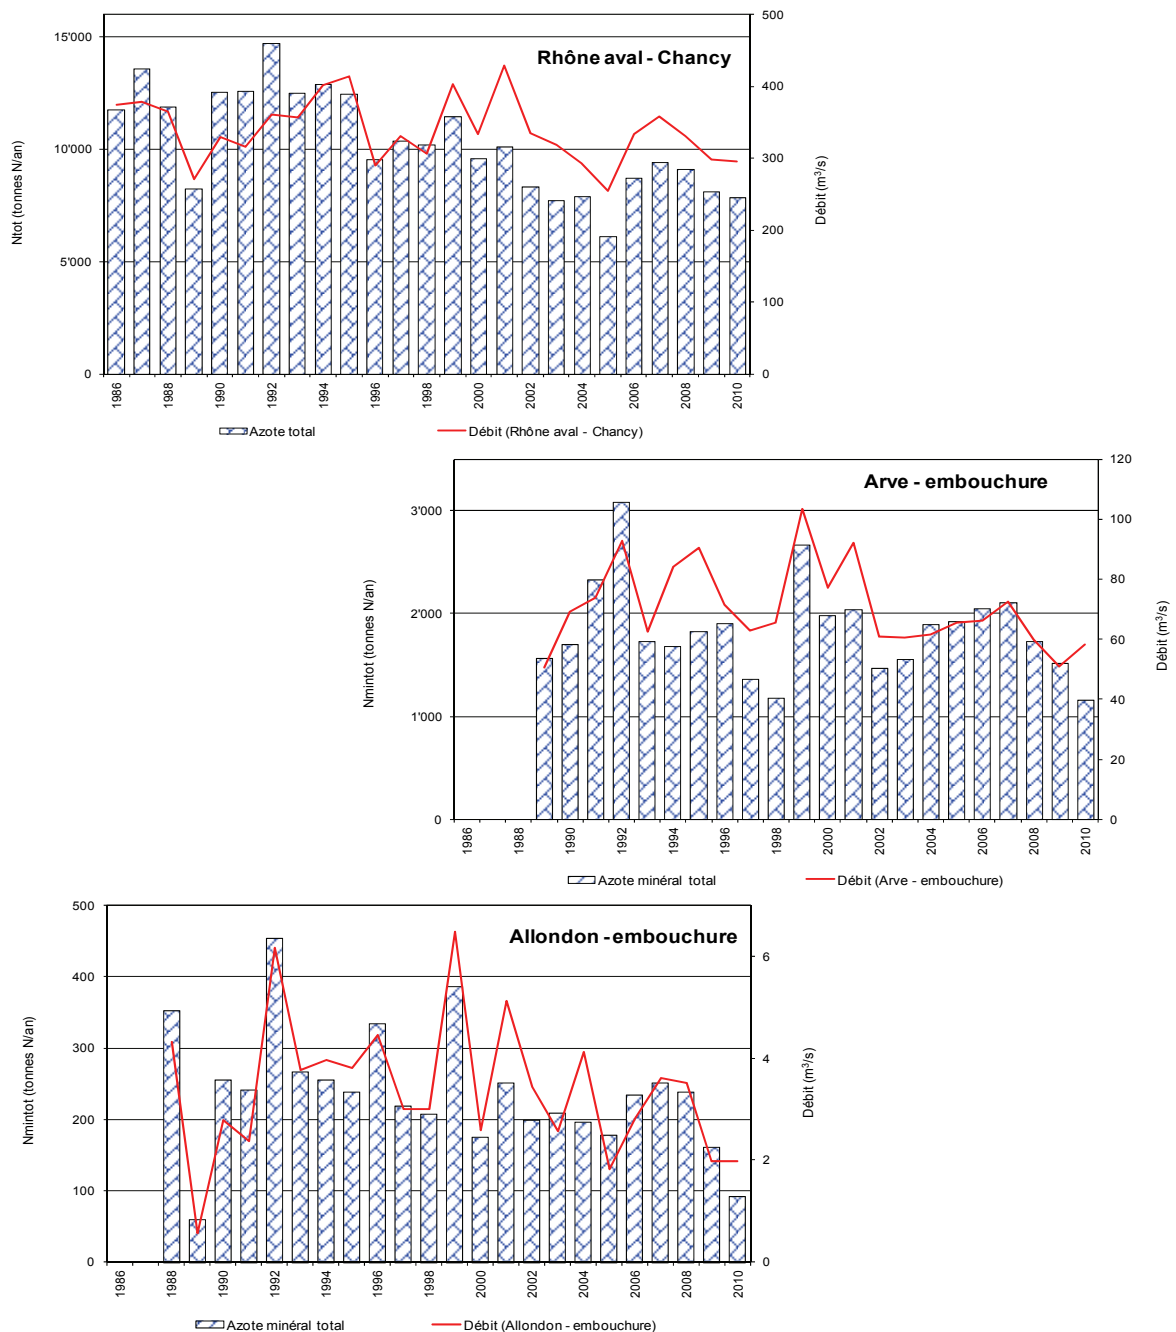 Rhône aval - Chancy
Ntot (tonnes N/an)
15'000
10'000
5'000
0
500
400
300
200
100
0
Débit (m³/s)
1986 1988 1990 1992 1994 1996 1998 2000 2002 2004 2006 2008 2010
Azote total Débit (Rhône aval - Chancy)
Arve - embouchure
Nmintot (tonnes N/an)
3'000
2'000
1'000
0
120
100
80
60
40
20
0
Débit (m³/s)
1986 1988 1990 1992 1994 1996 1998 2000 2002 2004 2006 2008 2010
Azote minéral total Débit (Arve - embouchure)
Allondon - embouchure
Nmintot (tonnes N/an)
500
400
300
200
100
0
6
4
2
0
Débit (m³/s)
1986 1988 1990 1992 1994 1996 1998 2000 2002 2004 2006 2008 2010
Azote minéral total Débit (Allondon - embouchure)